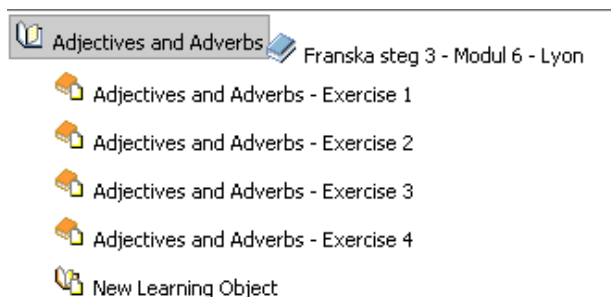 Adjectives and Adverbs Franska steg 3 - Modul 6 - Lyon
Adjectives and Adverbs - Exercise 1
Adjectives and Adverbs - Exercise 2
Adjectives and Adverbs - Exercise 3
Adjectives and Adverbs - Exercise 4
New Learning Object